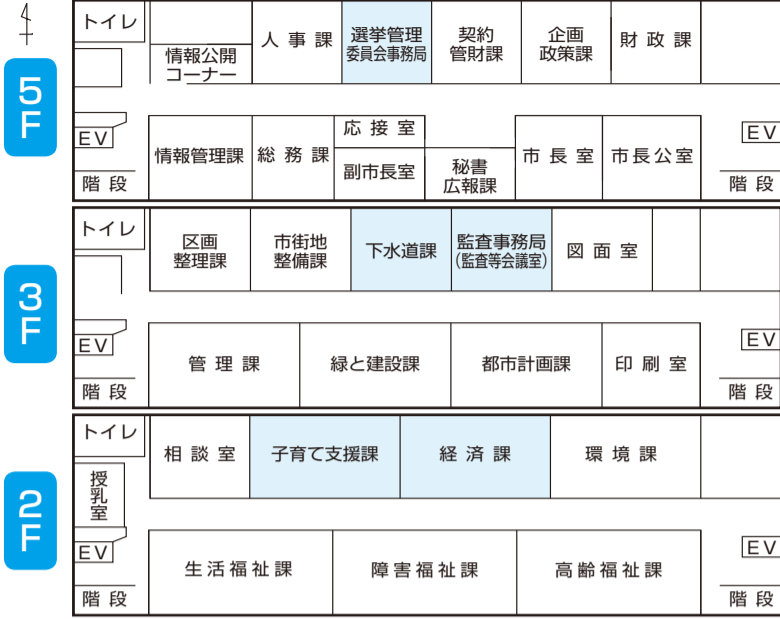 5F
トイレ
情報公開
コーナー
人事課
選挙管理
委員会事務局
契約
管財課
企画
政策課
財政課
EV
階段
情報管理課
総務課
応接室
副市長室
秘書
広報課
市長室
市長公室
EV
階段
3F
トイレ
区画
整理課
市街地
整備課
下水道課
監査事務局
(監査等会議室)
図面室
EV
階段
管理課
緑と建設課
都市計画課
印刷室
EV
階段
2F
トイレ
授乳室
相談室
子育て支援課
経済課
環境課
EV
階段
生活福祉課
障害福祉課
高齢福祉課
EV
階段